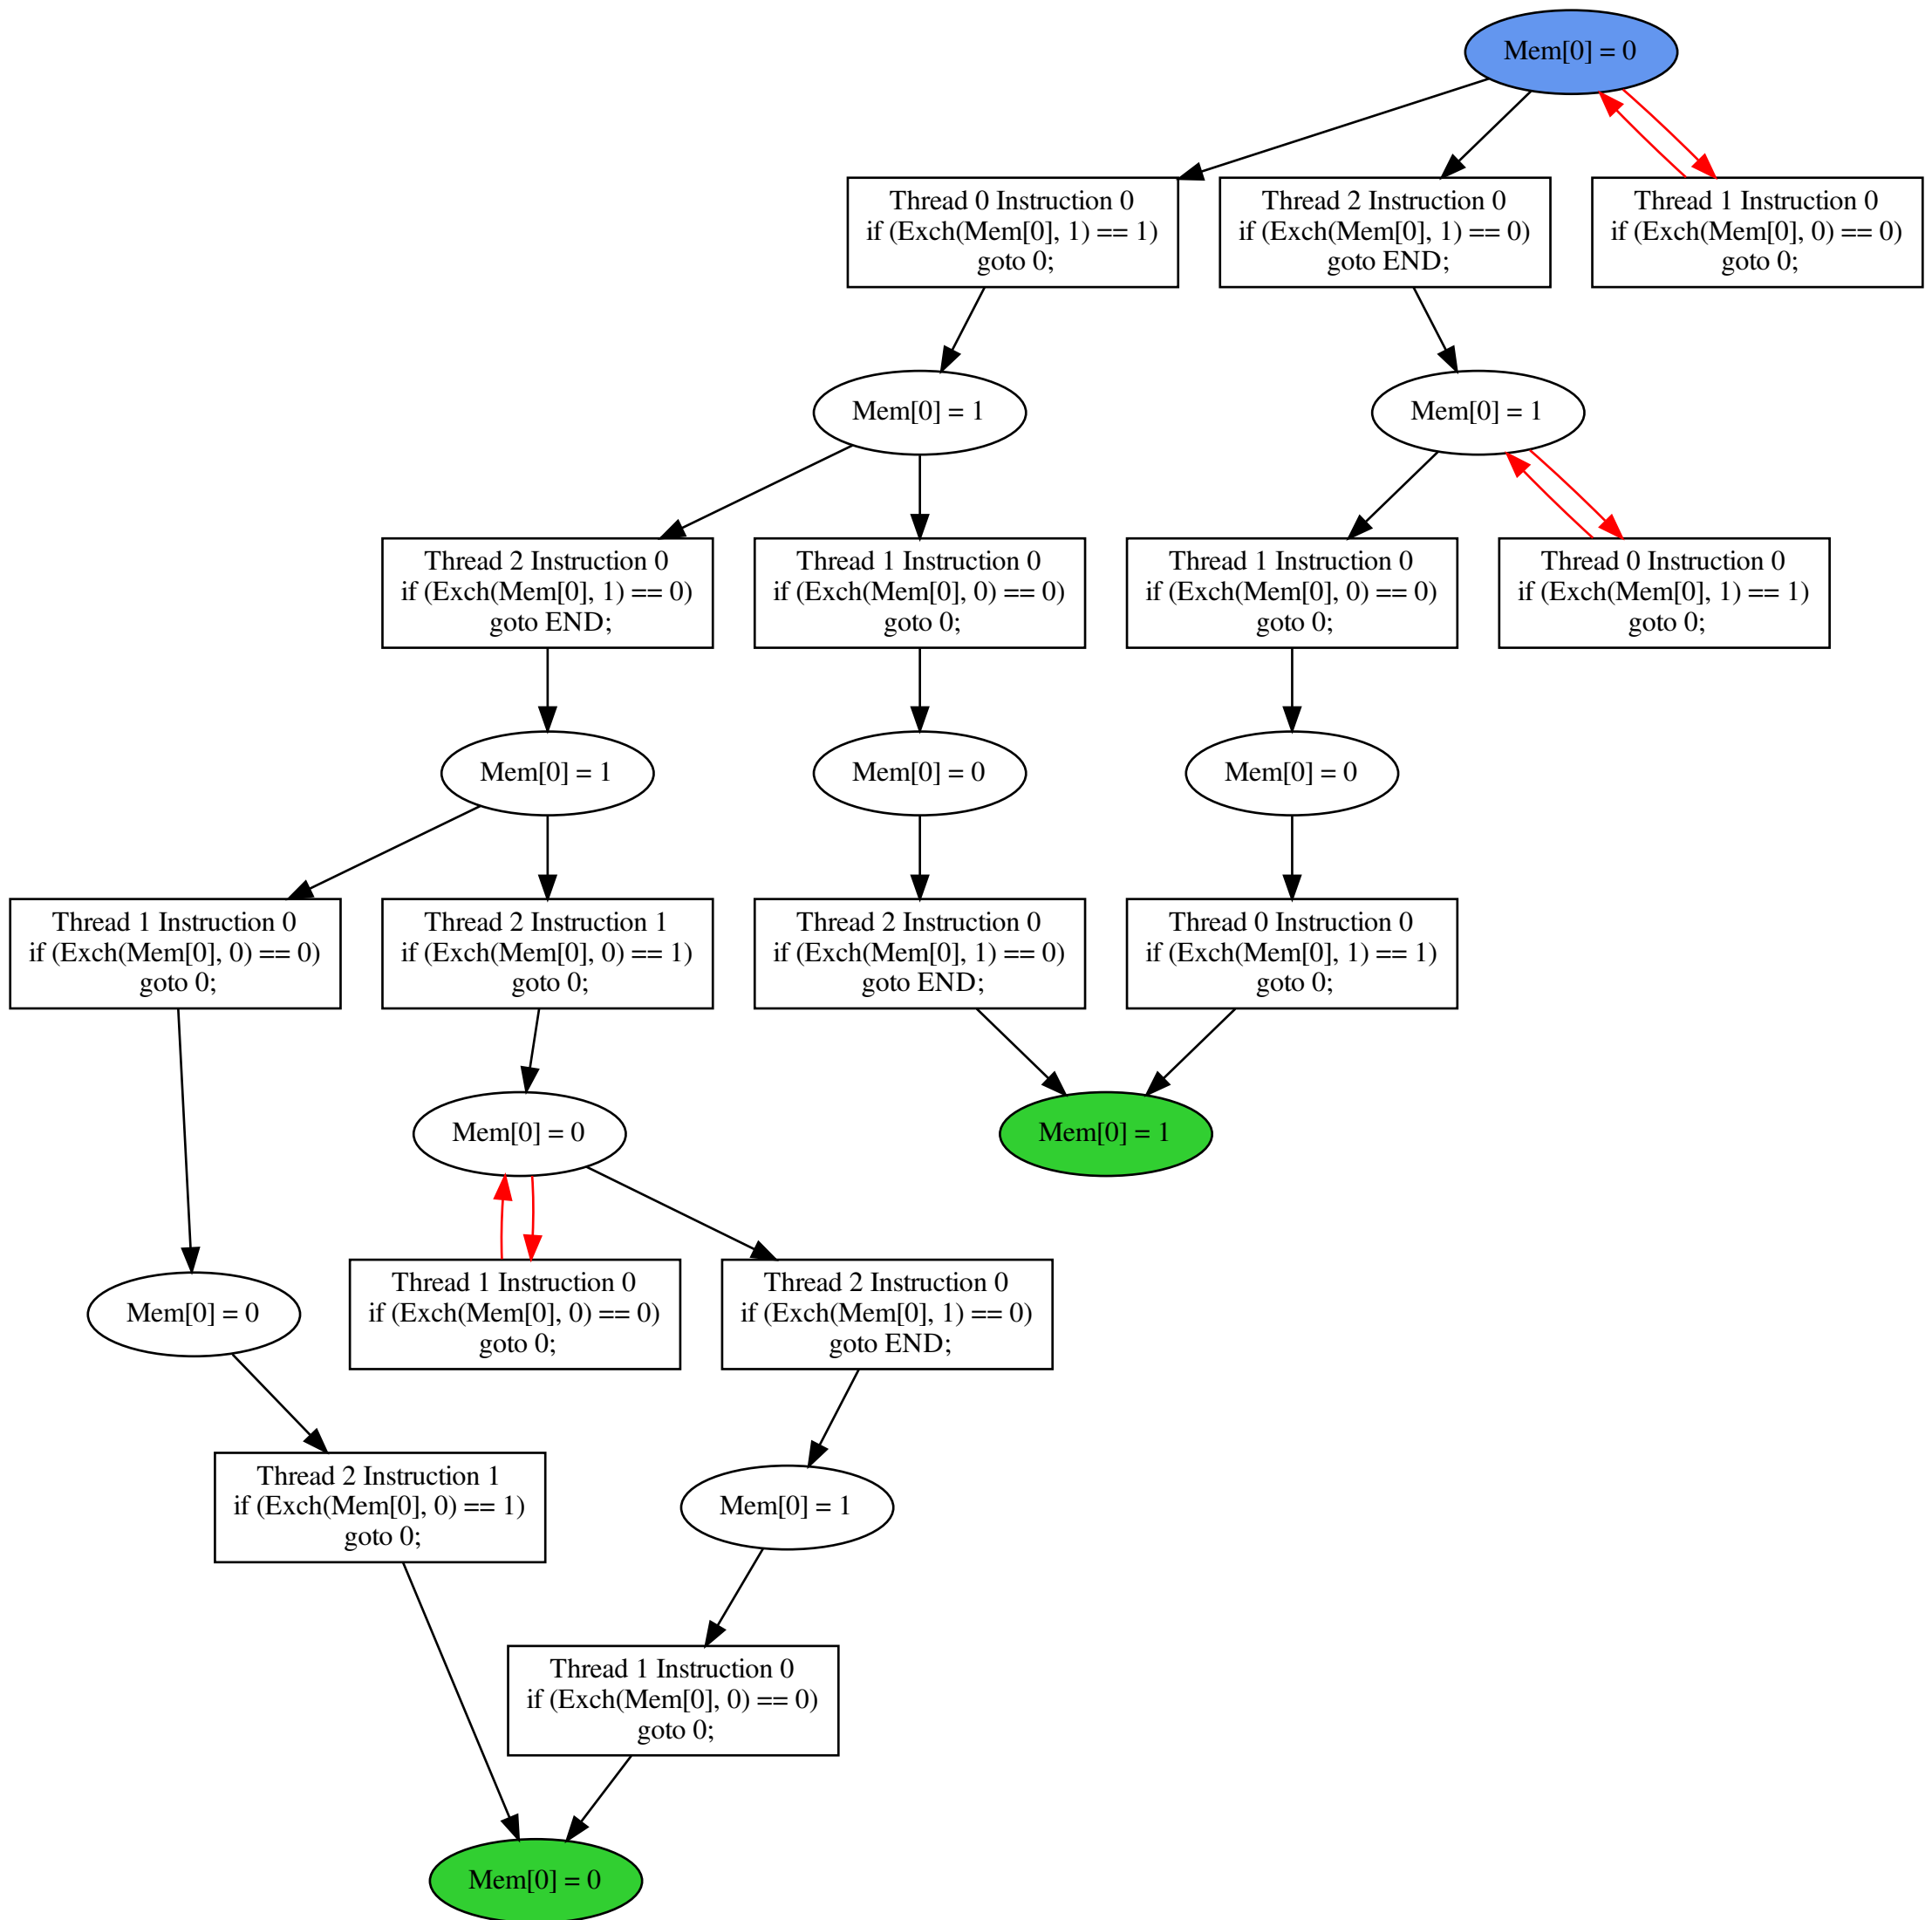 Mem[0] = 0
Thread 0 Instruction 0
if (Exch(Mem[0], 1) == 1)
goto 0;
Thread 2 Instruction 0
if (Exch(Mem[0], 1) == 0)
goto END;
Thread 1 Instruction 0
if (Exch(Mem[0], 0) == 0)
goto 0;
Mem[0] = 1
Mem[0] = 1
Thread 2 Instruction 0
if (Exch(Mem[0], 1) == 0)
goto END;
Thread 1 Instruction 0
if (Exch(Mem[0], 0) == 0)
goto 0;
Thread 1 Instruction 0
if (Exch(Mem[0], 0) == 0)
goto 0;
Thread 0 Instruction 0
if (Exch(Mem[0], 1) == 1)
goto 0;
Mem[0] = 1
Mem[0] = 0
Mem[0] = 0
Thread 1 Instruction 0
if (Exch(Mem[0], 0) == 0)
goto 0;
Thread 2 Instruction 1
if (Exch(Mem[0], 0) == 1)
goto 0;
Thread 2 Instruction 0
if (Exch(Mem[0], 1) == 0)
goto END;
Thread 0 Instruction 0
if (Exch(Mem[0], 1) == 1)
goto 0;
Mem[0] = 0
Mem[0] = 1
Mem[0] = 0
Thread 1 Instruction 0
if (Exch(Mem[0], 0) == 0)
goto 0;
Thread 2 Instruction 0
if (Exch(Mem[0], 1) == 0)
goto END;
Thread 2 Instruction 1
if (Exch(Mem[0], 0) == 1)
goto 0;
Mem[0] = 1
Thread 1 Instruction 0
if (Exch(Mem[0], 0) == 0)
goto 0;
Mem[0] = 0